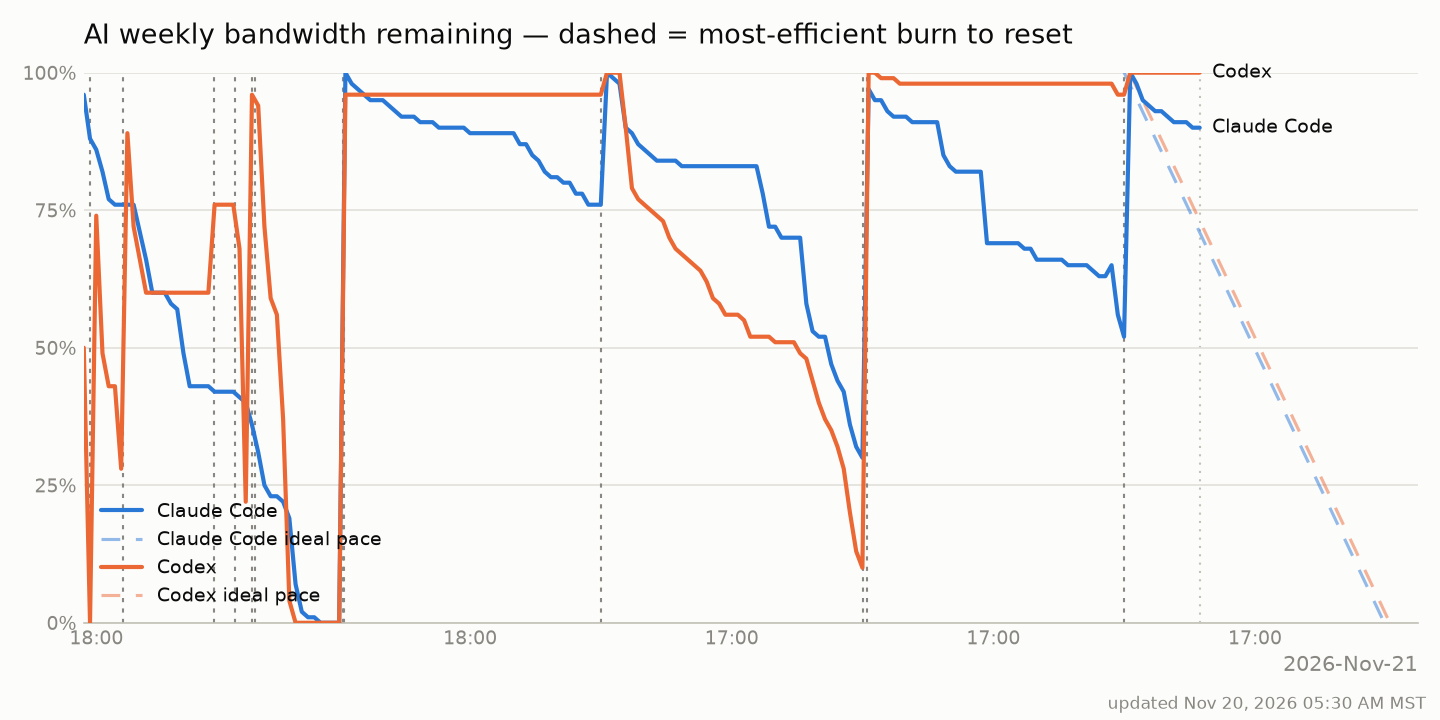 AI weekly bandwidth remaining — dashed = most-efficient burn to reset
100%
75%
50%
25%
0%
Codex
Claude Code
Claude Code
Claude Code ideal pace
Codex
Codex ideal pace
18:00 18:00 17:00 17:00 17:00
2026-Nov-21
updated Nov 20, 2026 05:30 AM MST